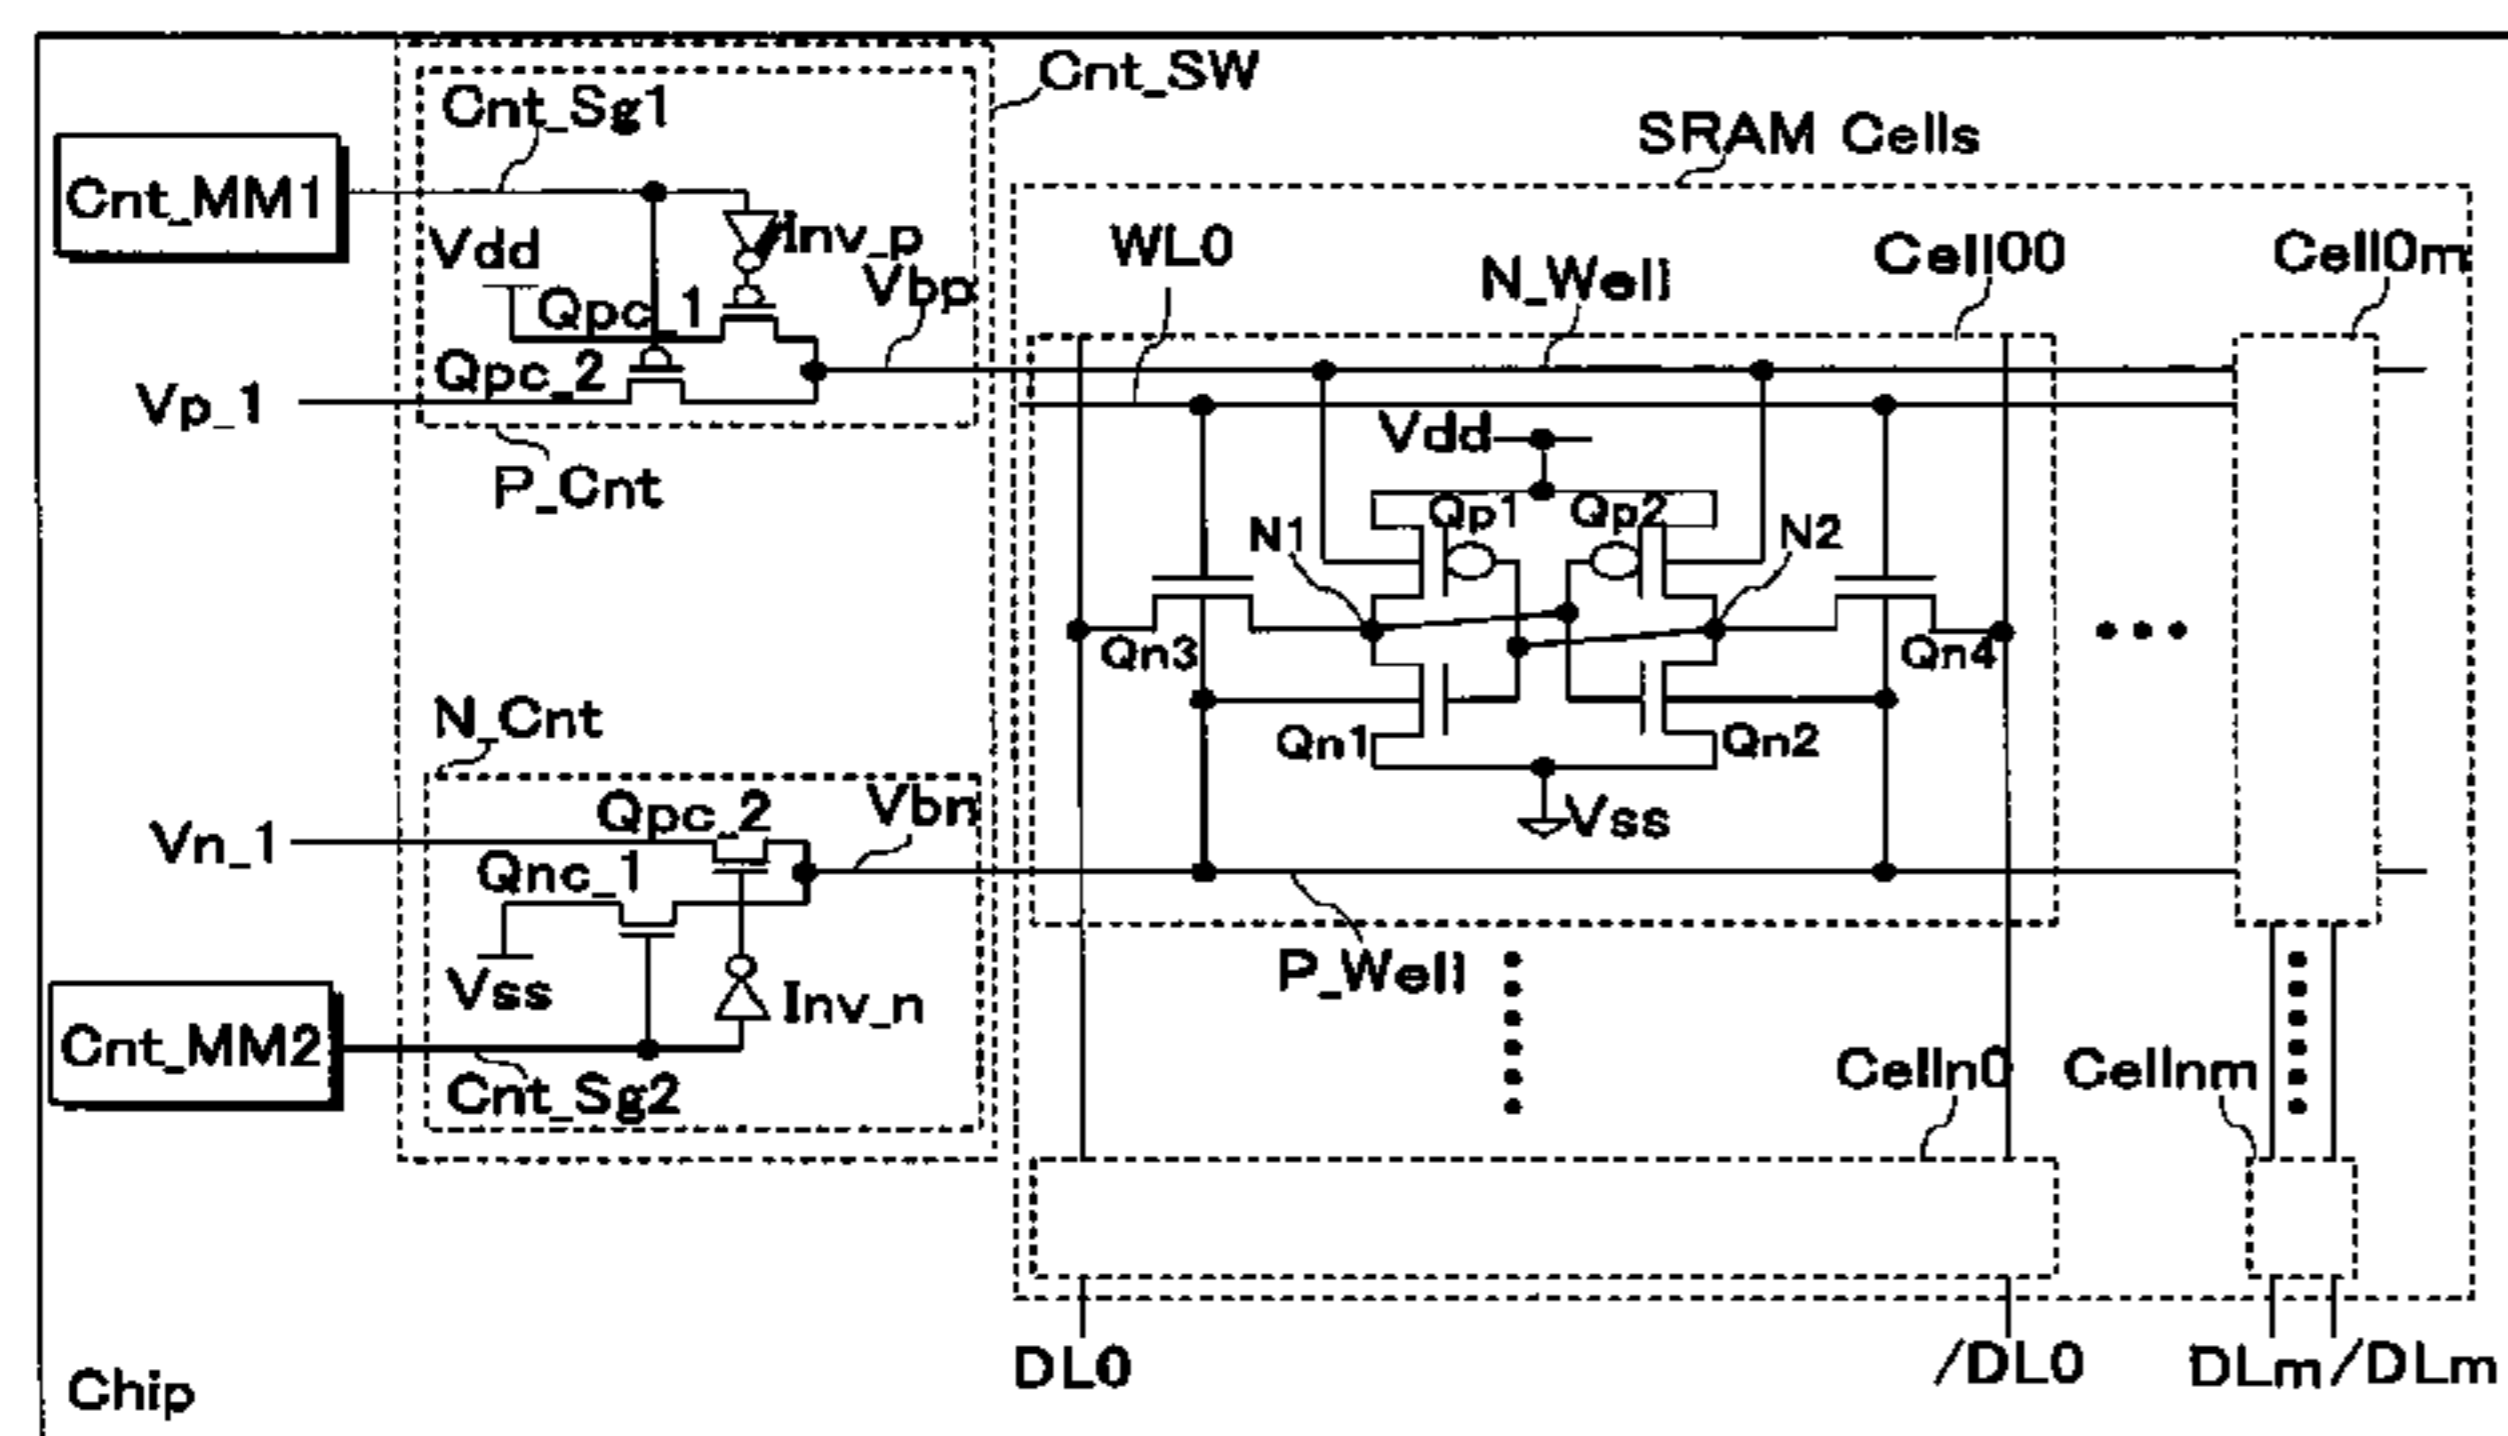 Cnt_SW
Cnt_Sg1
SRAM Cells
Cnt_MM1
Vdd
Inv_p
WL0
N_Well
Cell00
Cell0m
Vbp
Qpc_1
Qpc_2
Vp_1
P_Cnt
Vdd
Qp1
Qp2
N1
N2
Qn3
Qn4
N_Cnt
Qn1
Qn2
Vss
Qpc_2
Vbn
Vn_1
Qnc_1
Vss
Inv_n
P_Well
Cnt_MM2
Cnt_Sg2
Celln0
Cellnm
Chip
DL0
/DL0
DLm
/DLm